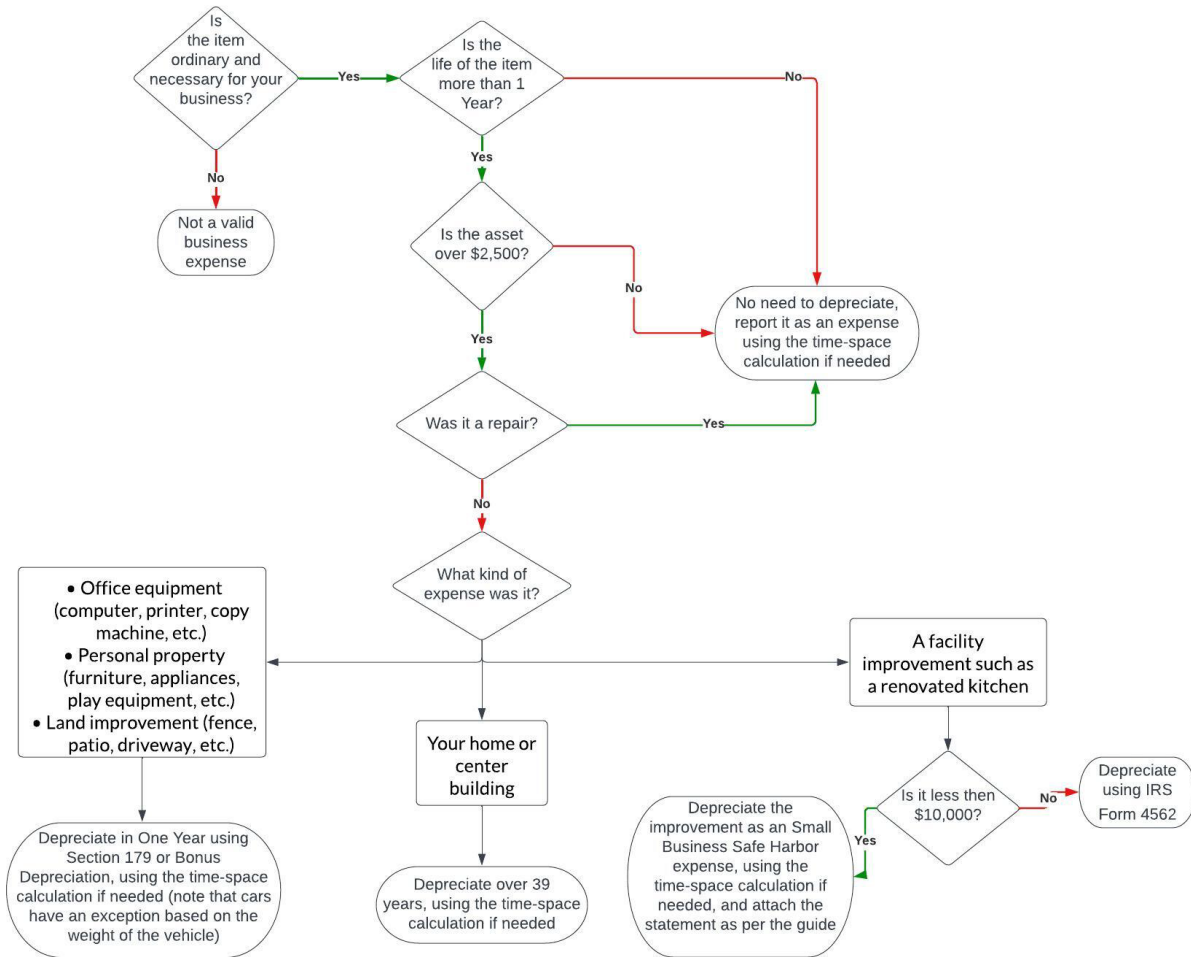 Is
the item
ordinary and
necessary for your
business?
Yes
Is the
life of the item
more than 1
Year?
No
Yes
No
Not a valid
business
expense
Is the asset
over $2,500?
No
No need to depreciate,
report it as an expense
using the time-space
calculation if needed
Yes
Was it a repair?
Yes
No
What kind of
expense was it?
• Office equipment
(computer, printer, copy
machine, etc.)
• Personal property
(furniture, appliances,
play equipment, etc.)
• Land improvement (fence,
patio, driveway, etc.)
A facility
improvement such as
a renovated kitchen
Your home or
center
building
Is it less then
$10,000?
No
Depreciate
using IRS
Form 4562
Yes
Depreciate the
improvement as an Small
Business Safe Harbor
expense, using the
time-space calculation if
needed, and attach the
statement as per the guide
Depreciate in One Year using
Section 179 or Bonus
Depreciation, using the time-space
calculation if needed (note that cars
have an exception based on the
weight of the vehicle)
Depreciate over 39
years, using the time-space
calculation if needed